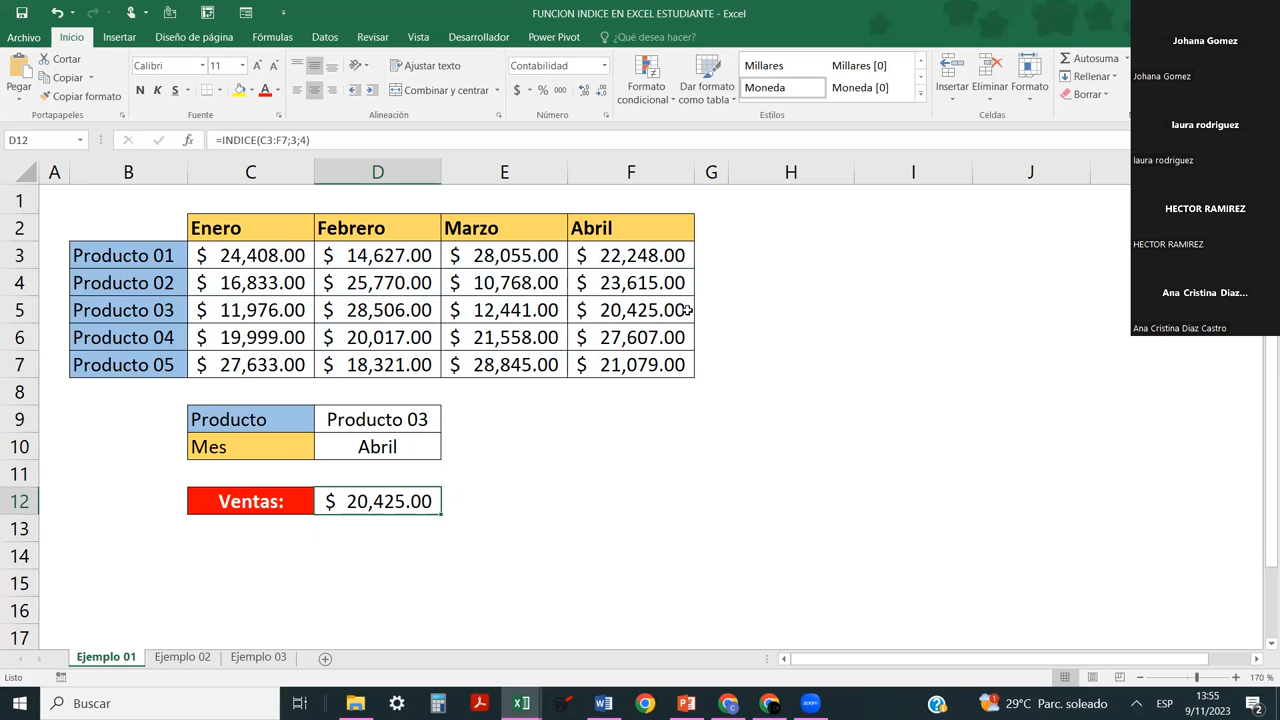 FUNCION INDICE EN EXCEL ESTUDIANTE - Excel
Archivo Inicio Insertar Diseño de página Fórmulas Datos Revisar Vista Desarrollador Power Pivot ¿Qué desea hacer?
Pegar
Cortar
Copiar
Copiar formato
Portapapeles
Calibri 11
N K S
Fuente
Ajustar texto
Combinar y centrar
Alineación
Contabilidad
$ % 000
Número
Formato condicional
Dar formato como tabla
Millares Millares [0]
Moneda Moneda [0]
Estilos
Insertar Eliminar Formato
Celdas
Autosuma
Rellenar
Borrar
Johana Gomez
Johana Gomez
laura rodriguez
laura rodriguez
HECTOR RAMIREZ
HECTOR RAMIREZ
Ana Cristina Diaz...
Ana Cristina Diaz Castro
D12 fx =INDICE(C3:F7;3;4)
A B C D E F G H I J K
1
2 Enero Febrero Marzo Abril
3 Producto 01 $ 24,408.00 $ 14,627.00 $ 28,055.00 $ 22,248.00
4 Producto 02 $ 16,833.00 $ 25,770.00 $ 10,768.00 $ 23,615.00
5 Producto 03 $ 11,976.00 $ 28,506.00 $ 12,441.00 $ 20,425.00
6 Producto 04 $ 19,999.00 $ 20,017.00 $ 21,558.00 $ 27,607.00
7 Producto 05 $ 27,633.00 $ 18,321.00 $ 28,845.00 $ 21,079.00
8
9 Producto Producto 03
10 Mes Abril
11
12 Ventas: $ 20,425.00
13
14
15
16
17
Ejemplo 01 Ejemplo 02 Ejemplo 03
Listo 170 %
Buscar
29°C Parc. soleado
ESP
13:55
9/11/2023
2